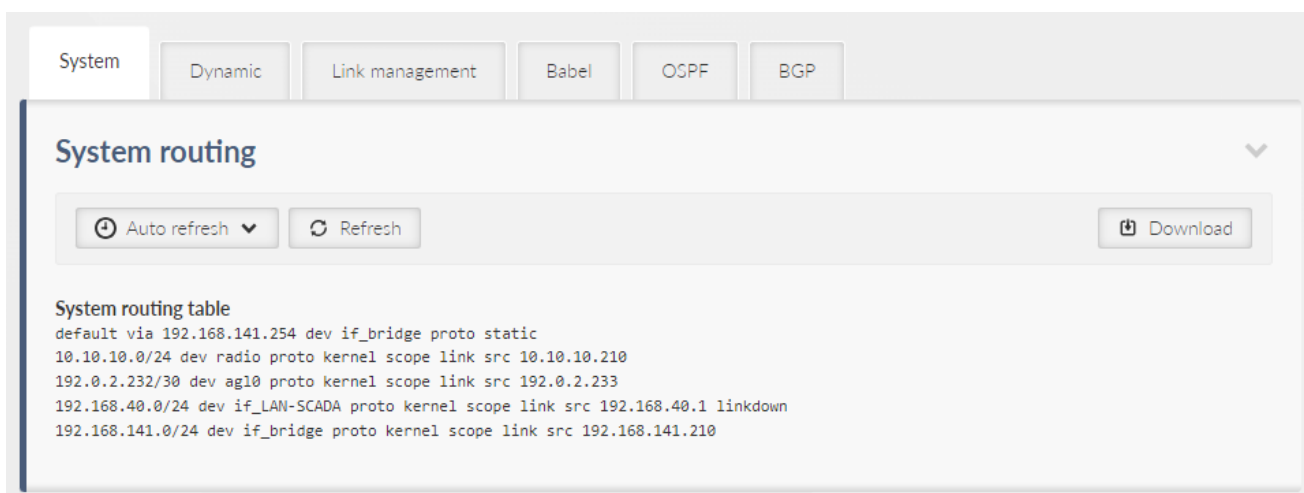 System
Dynamic
Link management
Babel
OSPF
BGP
System routing
Auto refresh
Refresh
Download
System routing table
default via 192.168.141.254 dev if_bridge proto static
10.10.10.0/24 dev radio proto kernel scope link src 10.10.10.210
192.0.2.232/30 dev agl0 proto kernel scope link src 192.0.2.233
192.168.40.0/24 dev if_LAN-SCADA proto kernel scope link src 192.168.40.1 linkdown
192.168.141.0/24 dev if_bridge proto kernel scope link src 192.168.141.210